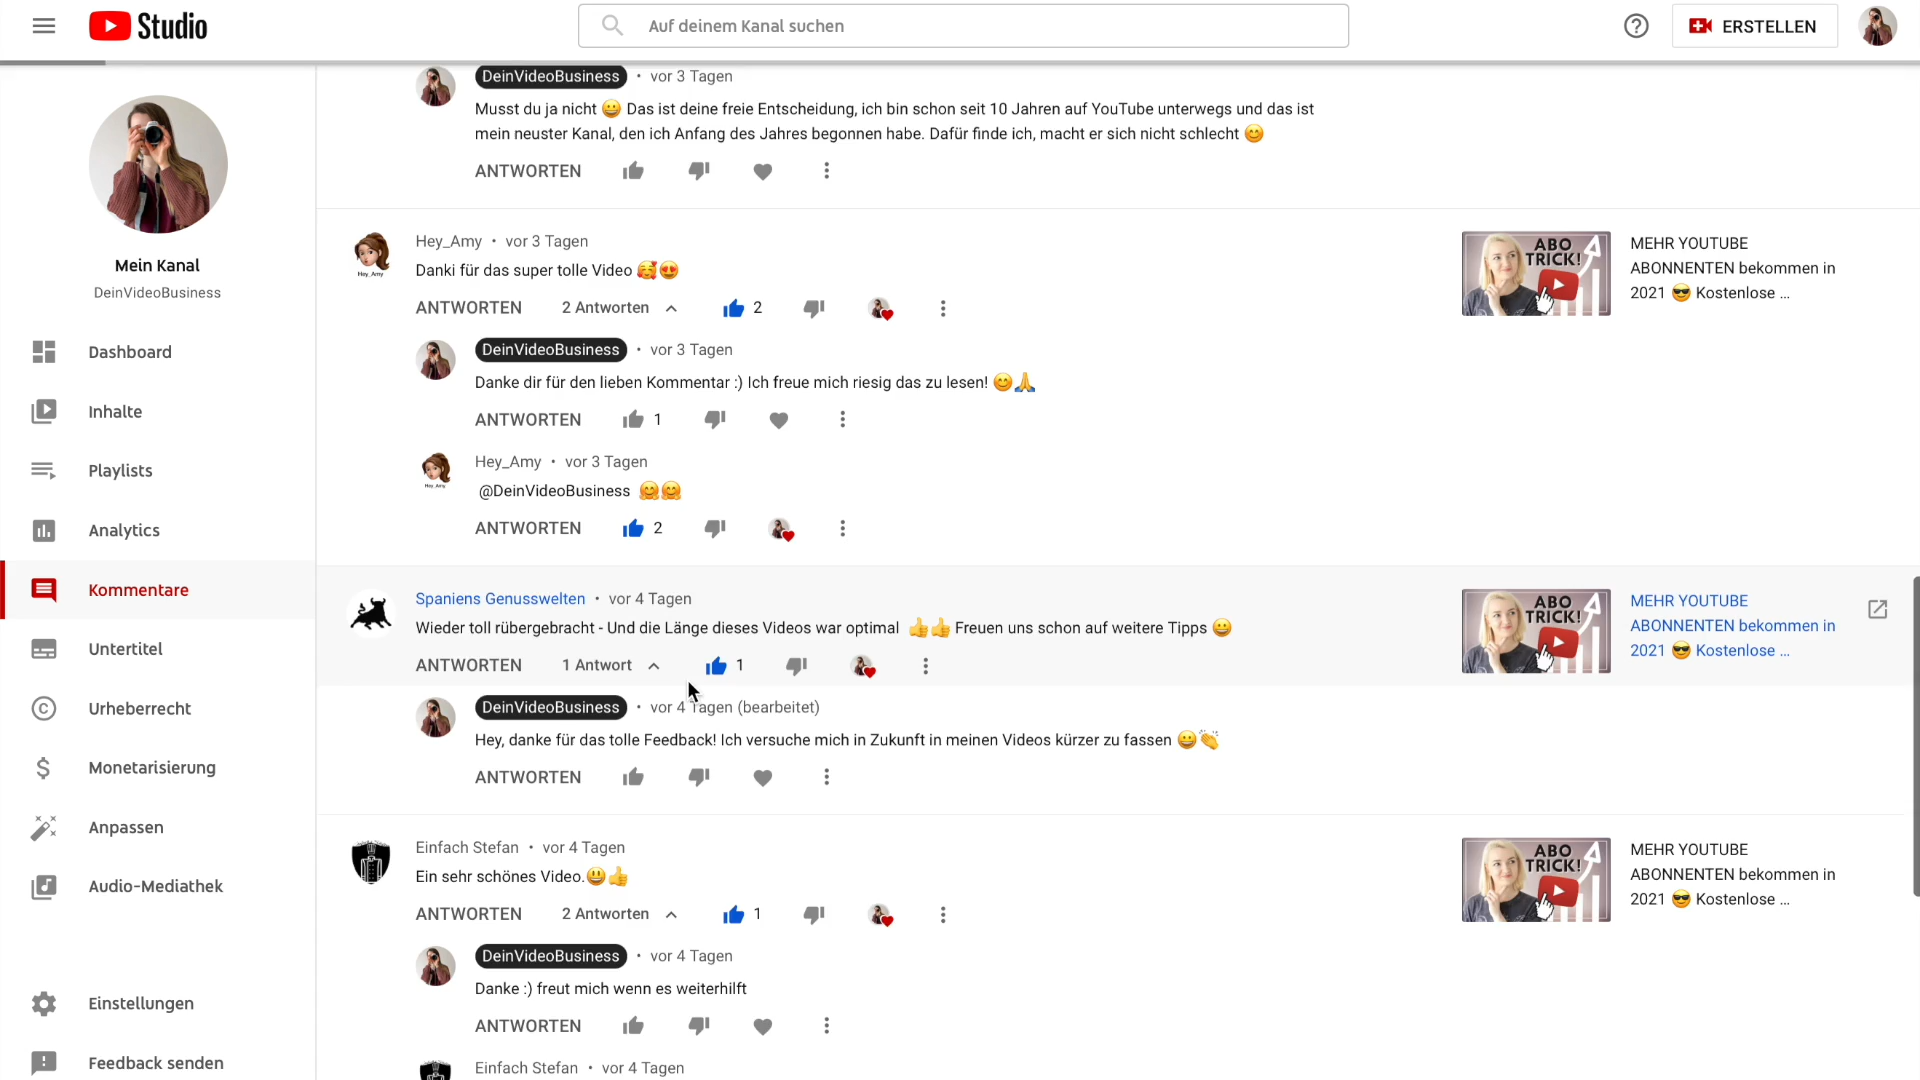 Studio
Auf deinem Kanal suchen
ERSTELLEN
Mein Kanal
DeinVideoBusiness
Dashboard
Inhalte
Playlists
Analytics
Kommentare
Untertitel
Urheberrecht
Monetarisierung
Anpassen
Audio-Mediathek
Einstellungen
Feedback senden
DeinVideoBusiness • vor 3 Tagen
Musst du ja nicht 😀 Das ist deine freie Entscheidung, ich bin schon seit 10 Jahren auf YouTube unterwegs und das ist
mein neuster Kanal, den ich Anfang des Jahres begonnen habe. Dafür finde ich, macht er sich nicht schlecht 😊
ANTWORTEN
Hey_Amy • vor 3 Tagen
Hey_Amy
Danki für das super tolle Video 🥰😍
ANTWORTEN 2 Antworten 2
ABO
TRICK!
MEHR YOUTUBE
ABONNENTEN bekommen in
2021 😎 Kostenlose ...
DeinVideoBusiness • vor 3 Tagen
Danke dir für den lieben Kommentar :) Ich freue mich riesig das zu lesen! 😊🙏
ANTWORTEN 1
Hey_Amy • vor 3 Tagen
Hey_Amy
@DeinVideoBusiness 🤗🤗
ANTWORTEN 2
Spaniens Genusswelten • vor 4 Tagen
Wieder toll rübergebracht - Und die Länge dieses Videos war optimal 👍👍 Freuen uns schon auf weitere Tipps 😀
ANTWORTEN 1 Antwort 1
ABO
TRICK!
MEHR YOUTUBE
ABONNENTEN bekommen in
2021 😎 Kostenlose ...
DeinVideoBusiness • vor 4 Tagen (bearbeitet)
Hey, danke für das tolle Feedback! Ich versuche mich in Zukunft in meinen Videos kürzer zu fassen 😀👏
ANTWORTEN
Einfach Stefan • vor 4 Tagen
Ein sehr schönes Video.😃👍
ANTWORTEN 2 Antworten 1
ABO
TRICK!
MEHR YOUTUBE
ABONNENTEN bekommen in
2021 😎 Kostenlose ...
DeinVideoBusiness • vor 4 Tagen
Danke :) freut mich wenn es weiterhilft
ANTWORTEN
Einfach Stefan • vor 4 Tagen